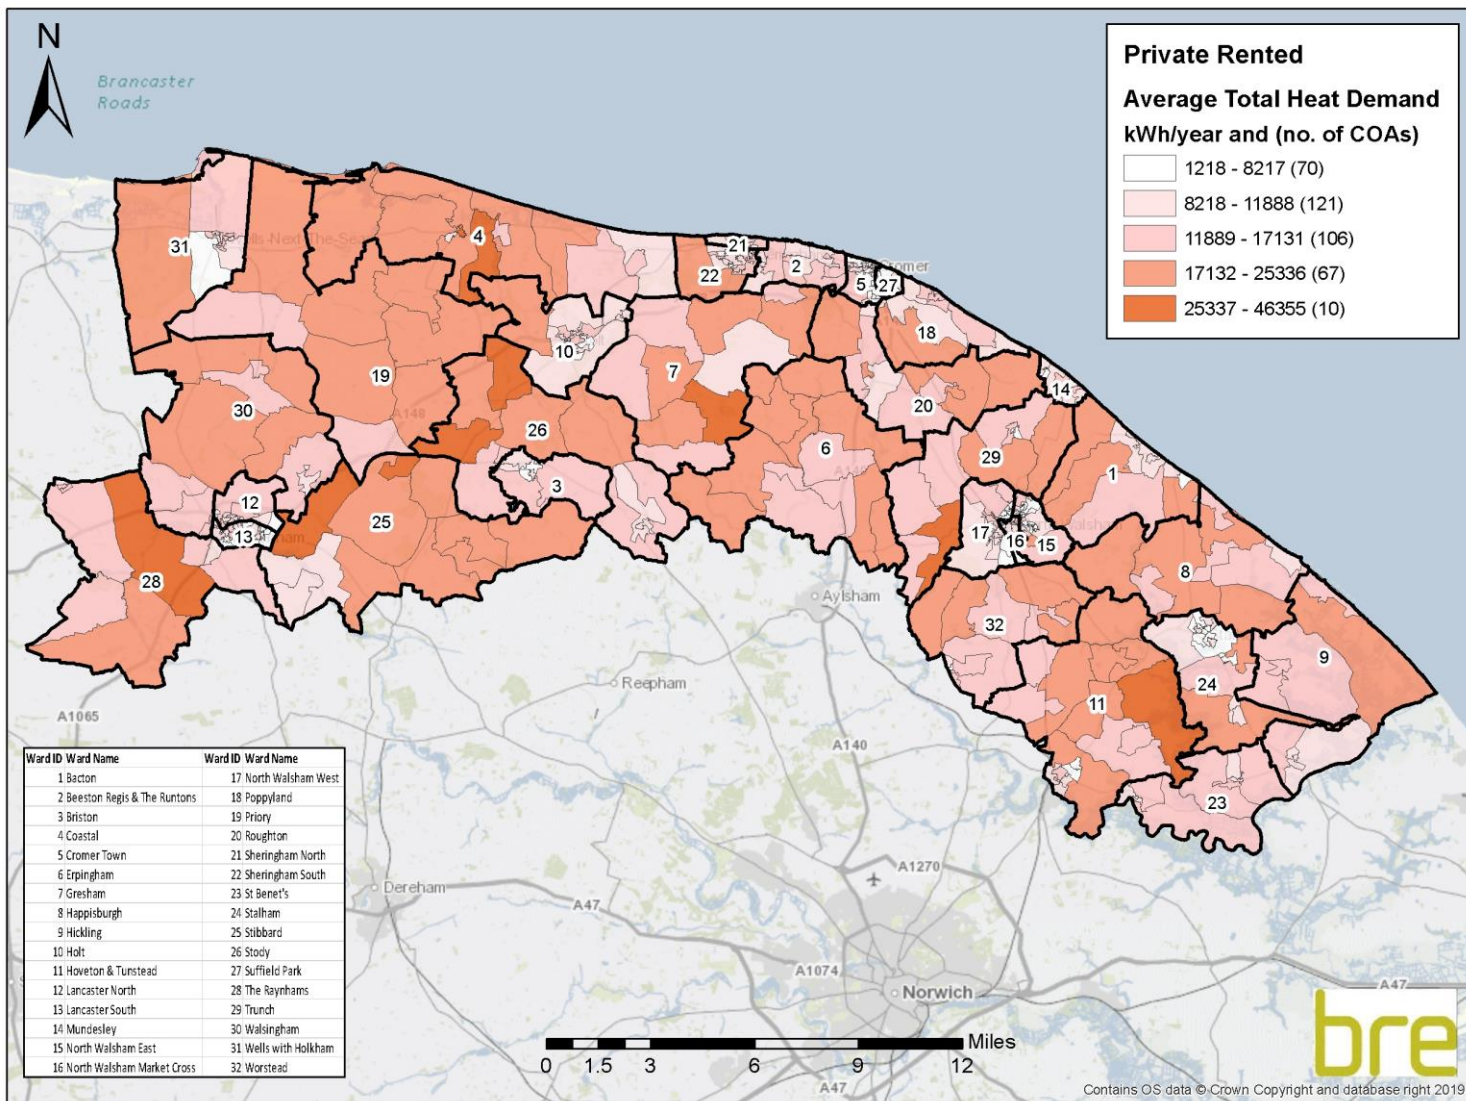 N
Brancaster
Roads
Private Rented
Average Total Heat Demand
kWh/year and (no. of COAs)
1218 - 8217 (70)
8218 - 11888 (121)
11889 - 17131 (106)
17132 - 25336 (67)
25337 - 46355 (10)
31
4
21
22
2
5
Cromer
27
18
10
7
14
19
A148
20
30
26
6
29
1
3
12
13
25
17
16
15
28
8
32
9
24
11
23
Aylsham
Reepham
A1065
A140
A1270
Dereham
A47
A1074
Norwich
A47
A47
Ward ID Ward Name Ward ID Ward Name
1 Bacton 17 North Walsham West
2 Beeston Regis & The Runtons 18 Poppyland
3 Briston 19 Priory
4 Coastal 20 Roughton
5 Cromer Town 21 Sheringham North
6 Erpingham 22 Sheringham South
7 Gresham 23 St Benet's
8 Happisburgh 24 Stalham
9 Hickling 25 Stibbard
10 Holt 26 Stody
11 Hoveton & Tunstead 27 Suffield Park
12 Lancaster North 28 The Raynhams
13 Lancaster South 29 Trunch
14 Mundesley 30 Walsingham
15 North Walsham East 31 Wells with Holkham
16 North Walsham Market Cross 32 Worstead
Miles
0 1.5 3 6 9 12
bre
Contains OS data © Crown Copyright and database right 2019